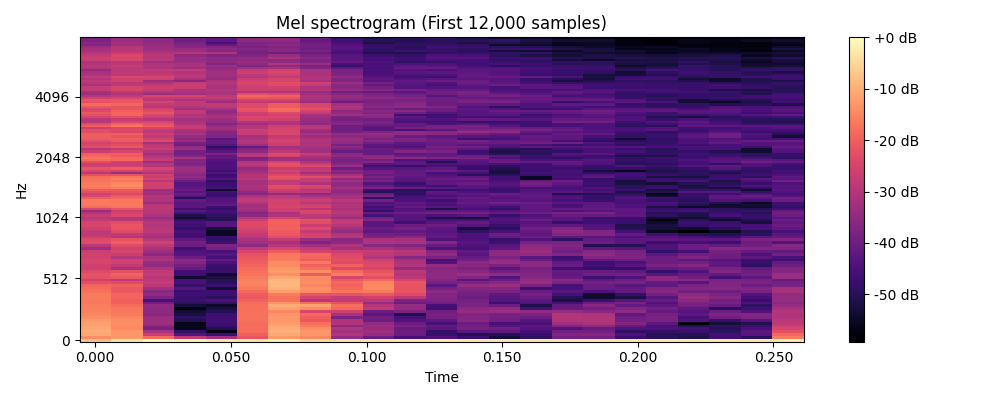 Mel spectrogram (First 12,000 samples)
Hz
4096
2048
1024
512
0
0.000
0.050
0.100
0.150
0.200
0.250
Time
+0 dB
-10 dB
-20 dB
-30 dB
-40 dB
-50 dB